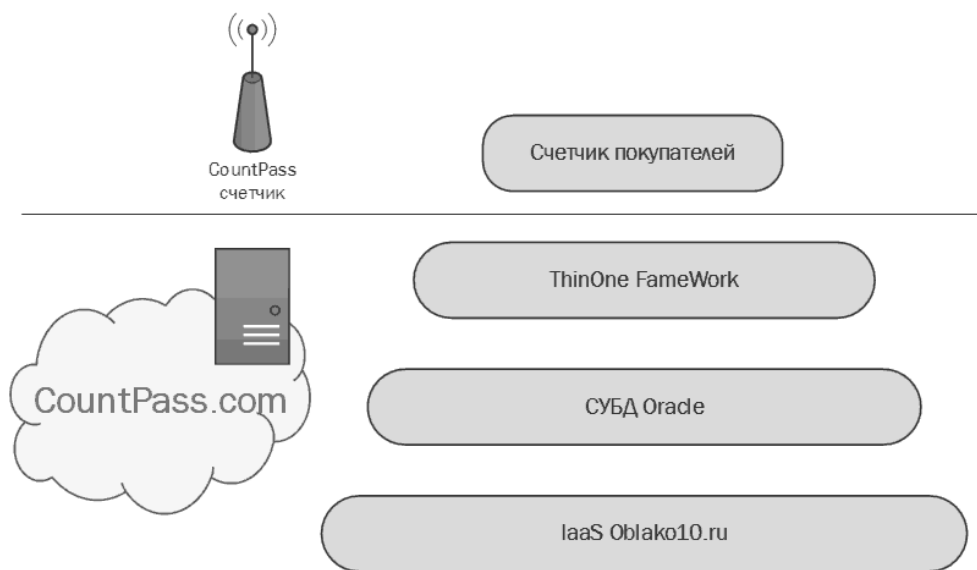 CountPass
счетчик
Счетчик покупателей
ThinOne FameWork
CountPass.com
СУБД Oracle
IaaS Oblako10.ru